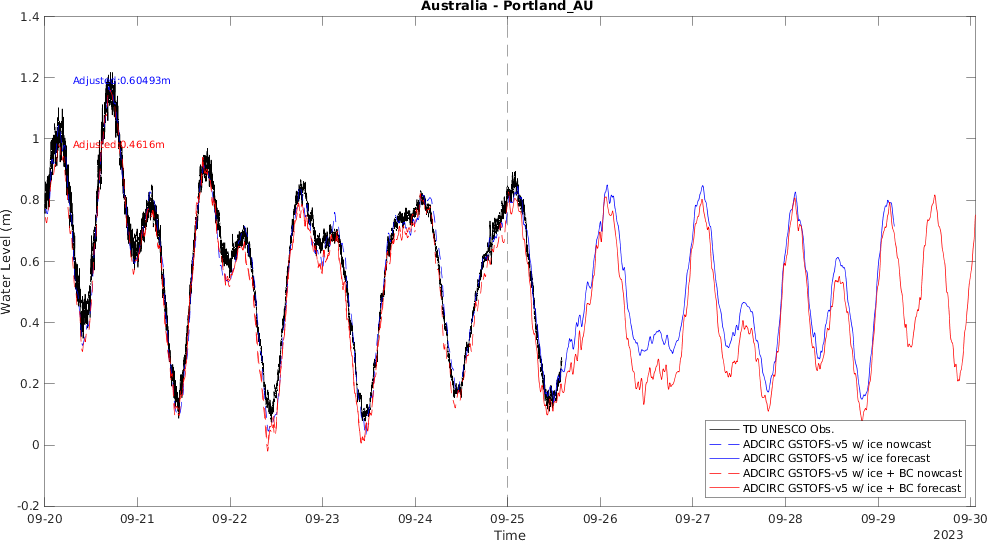 Australia - Portland_AU
1.4
1.2
1
0.8
0.6
0.4
0.2
0
-0.2
Water Level (m)
Adjusted:0.60493m
Adjusted:0.4616m
TD UNESCO Obs.
ADCIRC GSTOFS-v5 w/ ice nowcast
ADCIRC GSTOFS-v5 w/ ice forecast
ADCIRC GSTOFS-v5 w/ ice + BC nowcast
ADCIRC GSTOFS-v5 w/ ice + BC forecast
09-20 09-21 09-22 09-23 09-24 09-25 09-26 09-27 09-28 09-29 09-30
Time
2023